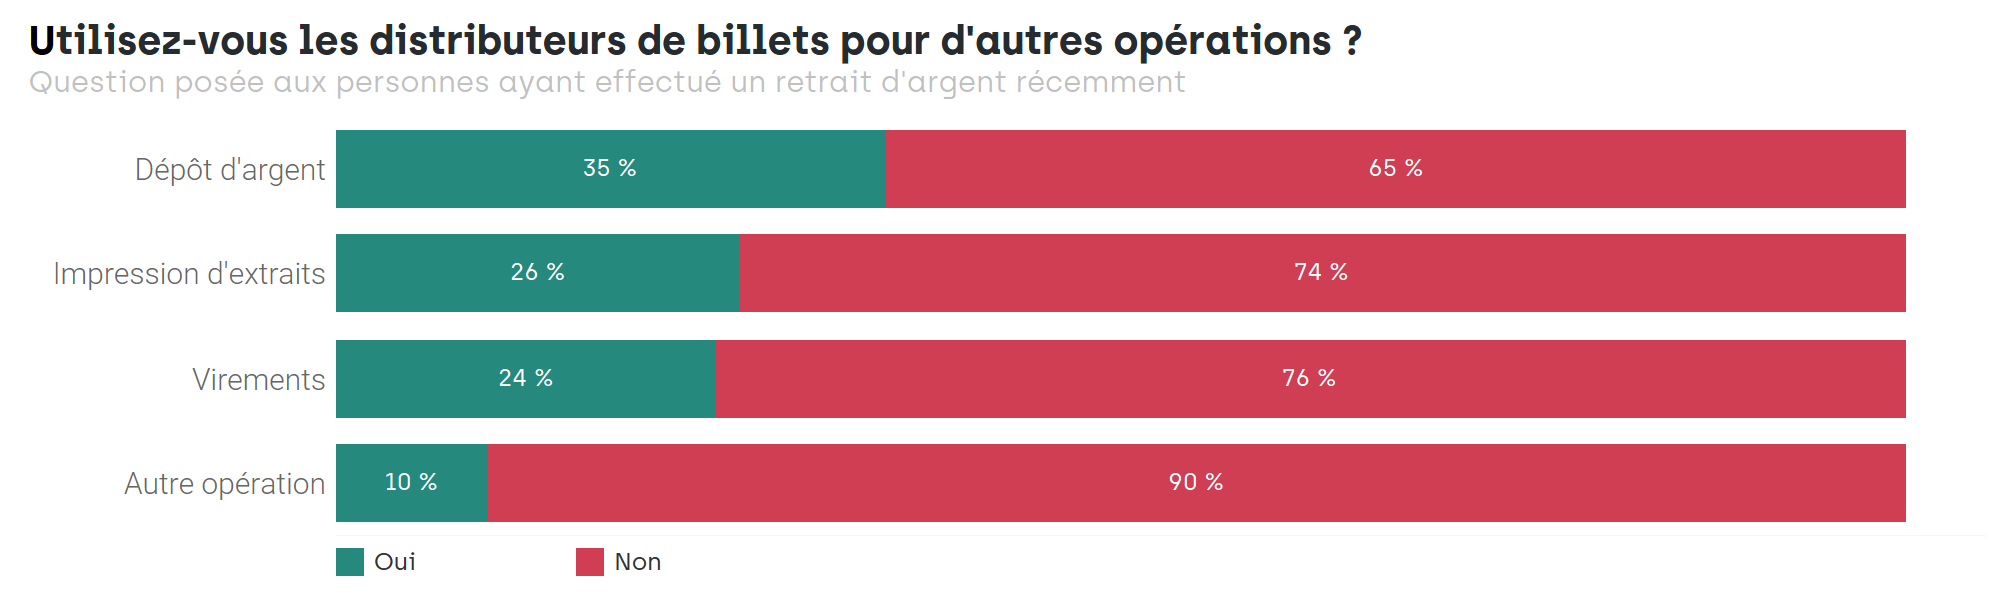 Utilisez-vous les distributeurs de billets pour d'autres opérations ?
Question posée aux personnes ayant effectué un retrait d'argent récemment
Dépôt d'argent 35 % 65 %
Impression d'extraits 26 % 74 %
Virements 24 % 76 %
Autre opération 10 % 90 %
Oui Non